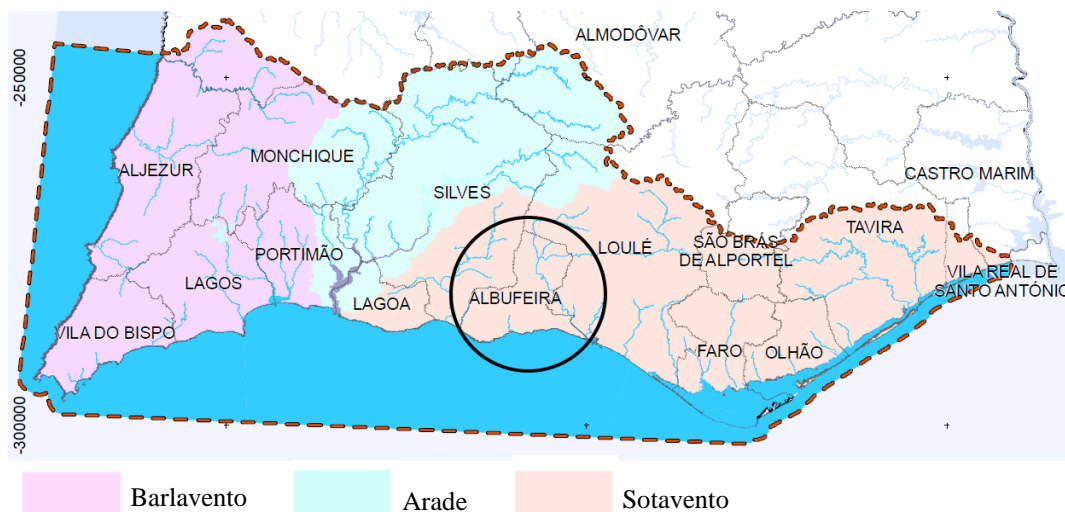 -250000
-300000
ALMODÔVAR
MONCHIQUE
ALJEZUR
CASTRO MARIM
SILVES
TAVIRA
LOULÉ
SÃO BRÁS
DE ALPORTEL
PORTIMÃO
LAGOS
LAGOA
ALBUFEIRA
VILA REAL DE
SANTO ANTÓNIO
VILA DO BISPO
FARO
OLHÃO
Barlavento
Arade
Sotavento